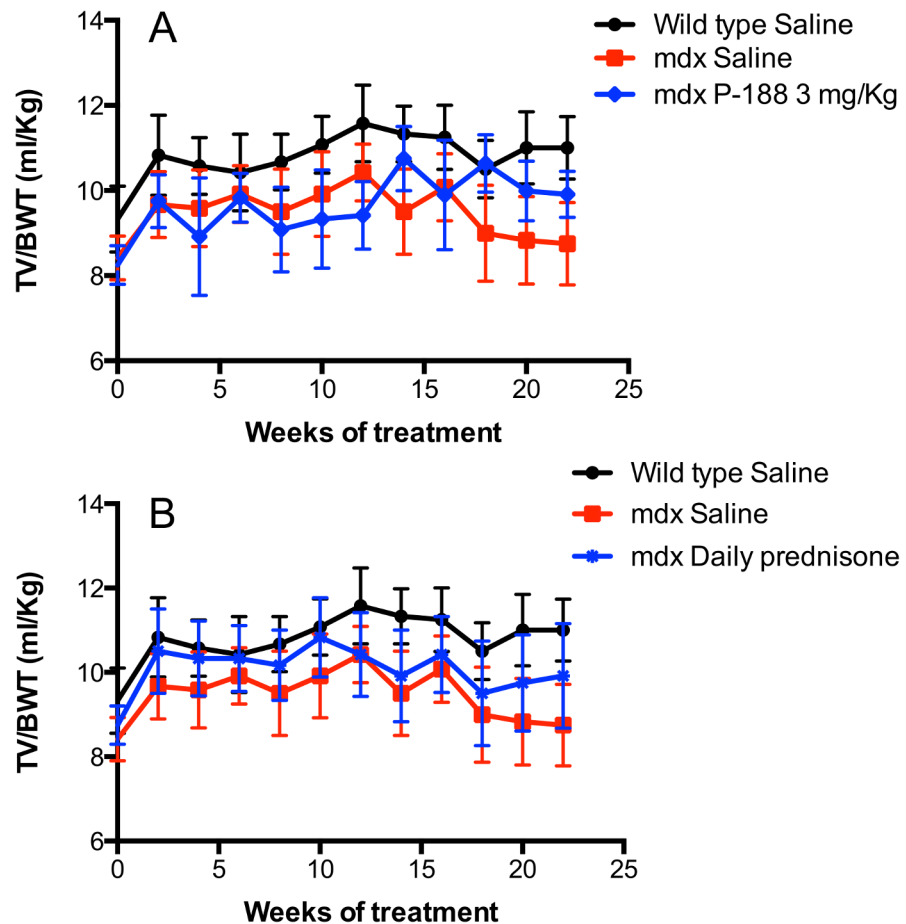 A
Wild type Saline
mdx Saline
mdx P-188 3 mg/Kg
TV/BWT (ml/Kg)
14
12
10
8
6
0 5 10 15 20 25
Weeks of treatment
B
Wild type Saline
mdx Saline
mdx Daily prednisone
TV/BWT (ml/Kg)
14
12
10
8
6
0 5 10 15 20 25
Weeks of treatment